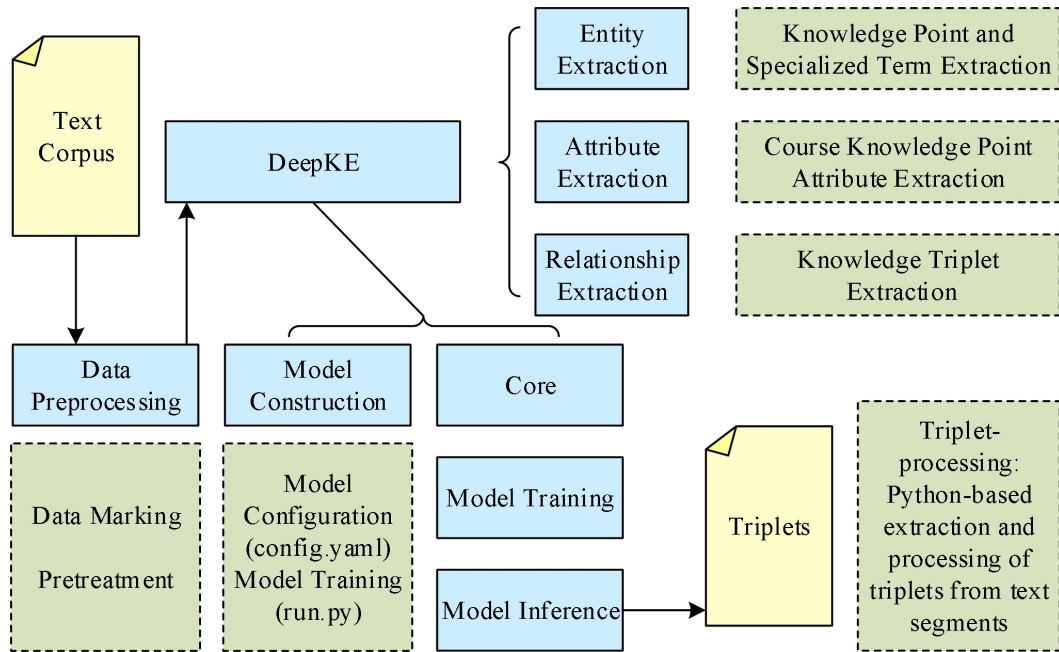 Text
Corpus
DeepKE
Entity
Extraction
Knowledge Point and
Specialized Term Extraction
Attribute
Extraction
Course Knowledge Point
Attribute Extraction
Relationship
Extraction
Knowledge Triplet
Extraction
Data
Preprocessing
Model
Construction
Core
Data Marking
Pretreatment
Model
Configuration
(config.yaml)
Model Training
(run.py)
Model Training
Model Inference
Triplets
Triplet-
processing:
Python-based
extraction and
processing of
triplets from text
segments